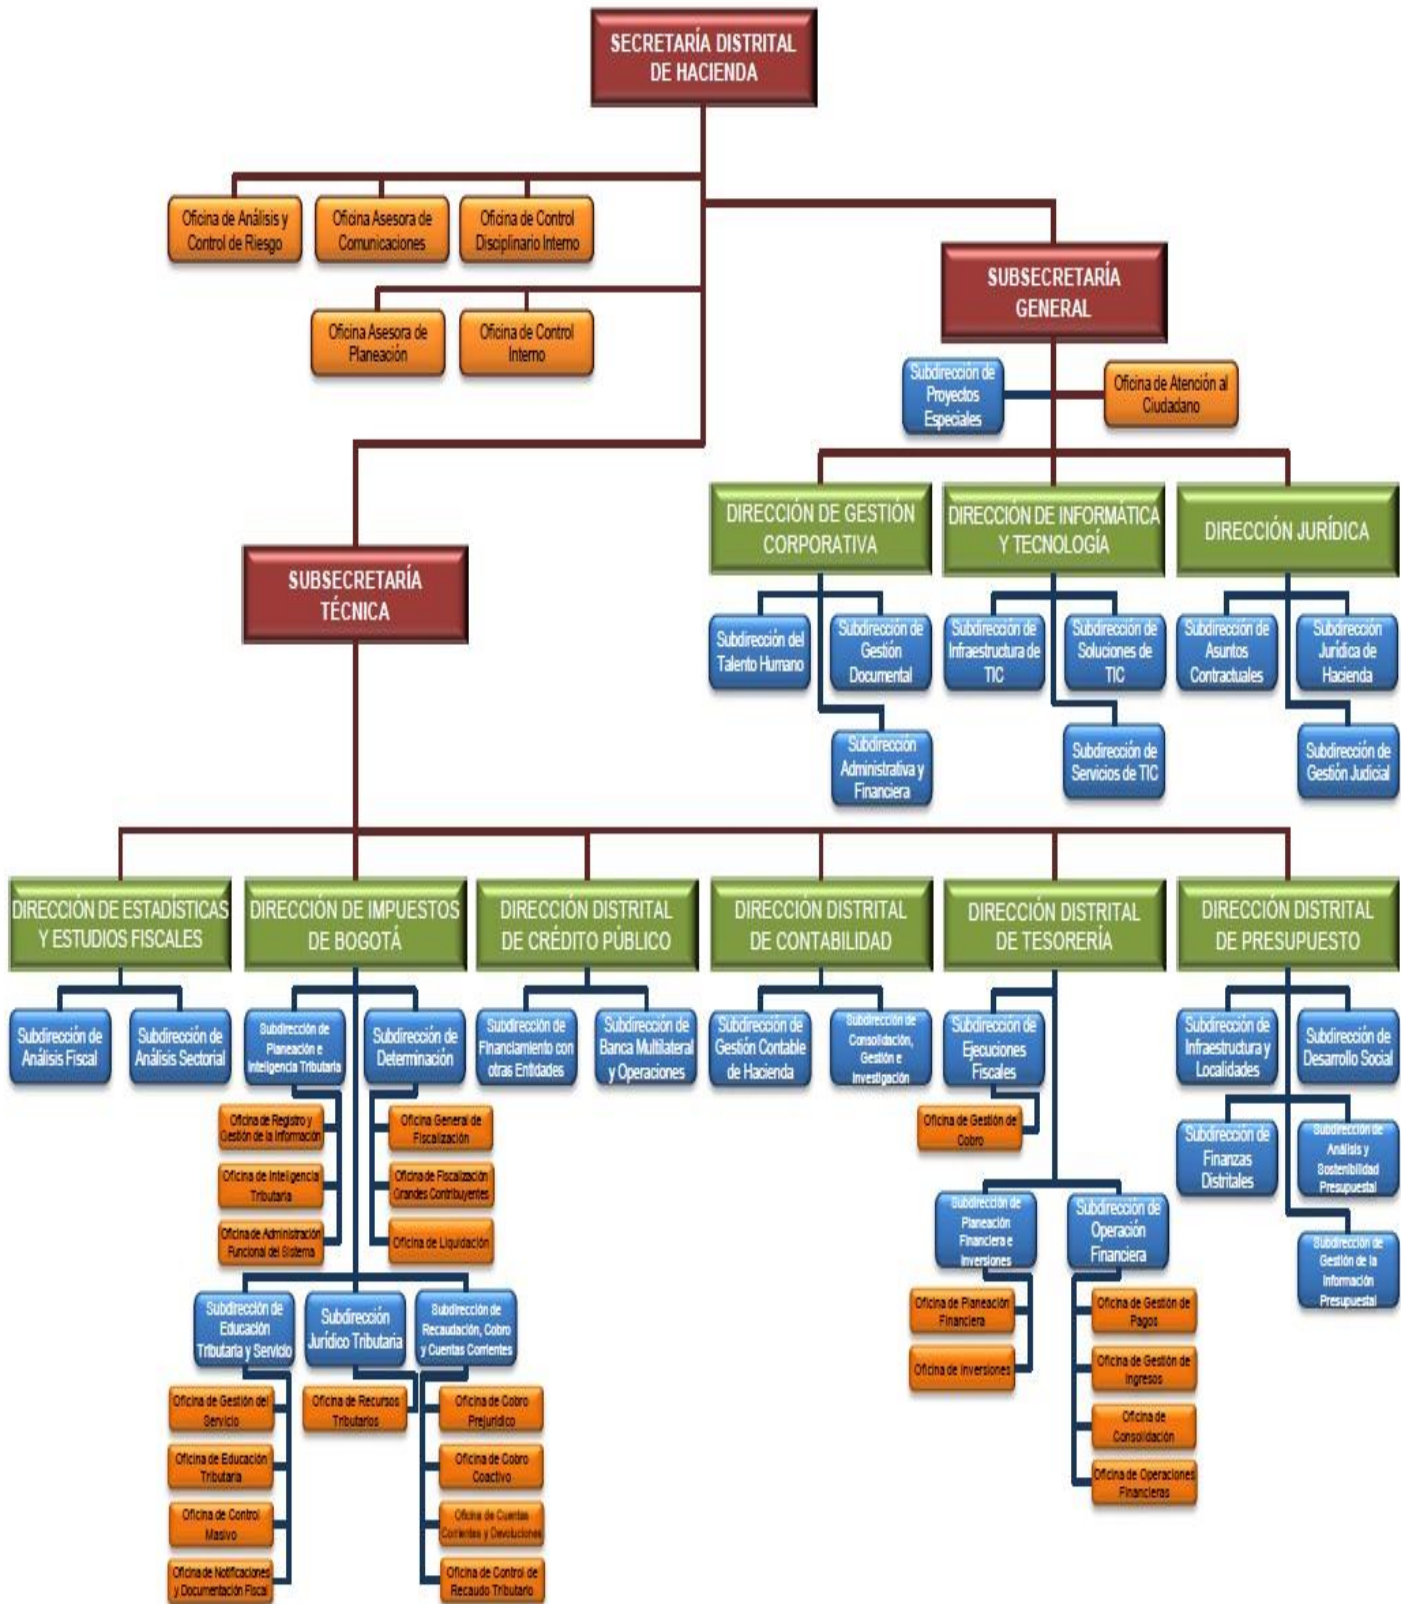 SECRETARÍA DISTRITAL
DE HACIENDA
Oficina de Análisis y
Control de Riesgo
Oficina Asesora de
Comunicaciones
Oficina de Control
Disciplinario Interno
Oficina Asesora de
Planeación
Oficina de Control
Interno
SUBSECRETARÍA
GENERAL
Subdirección de
Proyectos
Especiales
Oficina de Atención al
Ciudadano
DIRECCIÓN DE GESTIÓN
CORPORATIVA
DIRECCIÓN DE INFORMÁTICA
Y TECNOLOGÍA
DIRECCIÓN JURÍDICA
Subdirección del
Talento Humano
Subdirección de
Gestión
Documental
Subdirección
Administrativa y
Financiera
Subdirección de
Infraestructura de
TIC
Subdirección de
Soluciones de
TIC
Subdirección de
Servicios de TIC
Subdirección de
Asuntos
Contractuales
Subdirección
Jurídica de
Hacienda
Subdirección de
Gestión Judicial
SUBSECRETARÍA
TÉCNICA
DIRECCIÓN DE ESTADÍSTICAS
Y ESTUDIOS FISCALES
DIRECCIÓN DE IMPUESTOS
DE BOGOTÁ
DIRECCIÓN DISTRITAL
DE CRÉDITO PÚBLICO
DIRECCIÓN DISTRITAL
DE CONTABILIDAD
DIRECCIÓN DISTRITAL
DE TESORERÍA
DIRECCIÓN DISTRITAL
DE PRESUPUESTO
Subdirección de
Análisis Fiscal
Subdirección de
Análisis Sectorial
Subdirección de
Planeación e
Inteligencia Tributaria
Oficina de Registro y
Gestión de la Información
Oficina de Inteligencia
Tributaria
Oficina de Administración
Funcional del Sistema
Subdirección de
Determinación
Oficina General de
Fiscalización
Oficina de Fiscalización
Grandes Contribuyentes
Oficina de Liquidación
Subdirección de
Educación
Tributaria y Servicio
Oficina de Gestión del
Servicio
Oficina de Educación
Tributaria
Oficina de Control
Masivo
Oficina de Notificaciones
y Documentación Fiscal
Subdirección
Jurídico Tributaria
Oficina de Recursos
Tributarios
Subdirección de
Recaudación, Cobro
y Cuentas Corrientes
Oficina de Cobro
Prejurídico
Oficina de Cobro
Coactivo
Oficina de Cuentas
Corrientes y Devoluciones
Oficina de Control de
Recaudo Tributario
Subdirección de
Financiamiento con
otras Entidades
Subdirección de
Banca Multilateral
y Operaciones
Subdirección de
Gestión Contable
de Hacienda
Subdirección de
Consolidación,
Gestión e
Investigación
Subdirección de
Ejecuciones
Fiscales
Oficina de Gestión de
Cobro
Subdirección de
Planeación
Financiera e
Inversiones
Oficina de Planeación
Financiera
Oficina de Inversiones
Subdirección de
Operación
Financiera
Oficina de Gestión de
Pagos
Oficina de Gestión de
Ingresos
Oficina de
Consolidación
Oficina de Operaciones
Financieras
Subdirección de
Infraestructura y
Localidades
Subdirección de
Desarrollo Social
Subdirección de
Finanzas
Distritales
Subdirección de
Análisis y
Sostenibilidad
Presupuestal
Subdirección de
Gestión de la
Información
Presupuestal